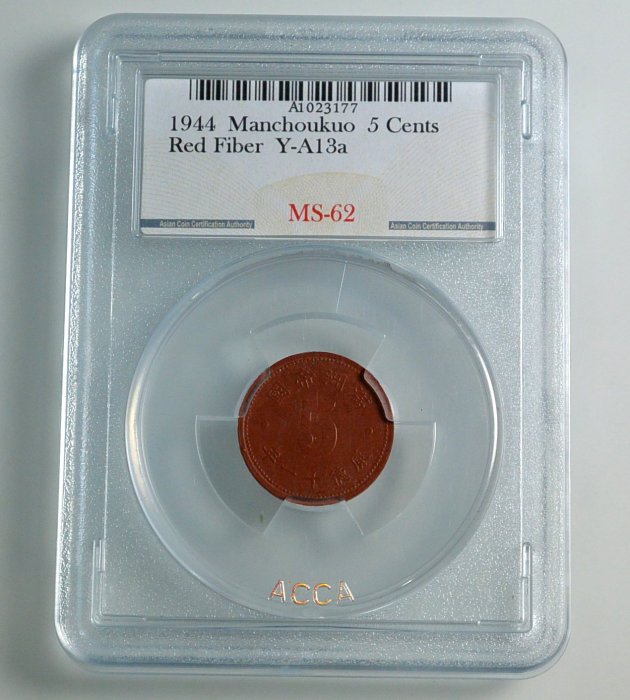 A1023177
1944 Manchoukuo 5 Cents
Red Fiber Y-A13a
MS-62
Asian Coin Certification Authority Asian Coin Certification Authority
5
ACCA